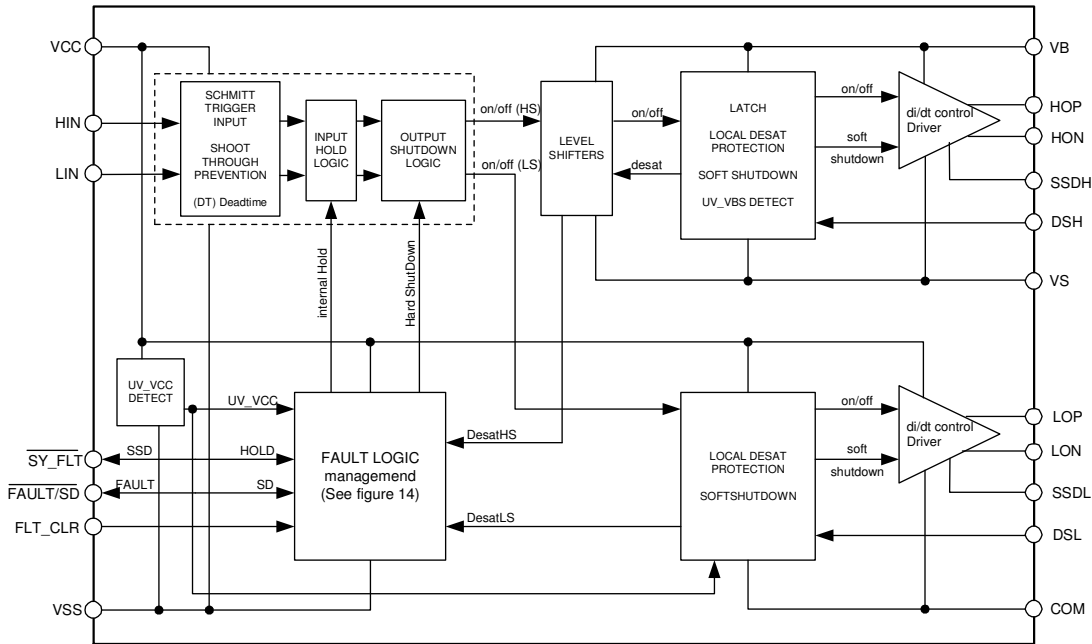 VCC
HIN
LIN
SCHMITT
TRIGGER
INPUT
SHOOT
THROUGH
PREVENTION
(DT) Deadtime
INPUT
HOLD
LOGIC
OUTPUT
SHUTDOWN
LOGIC
on/off (HS)
on/off (LS)
LEVEL
SHIFTERS
on/off
desat
LATCH
LOCAL DESAT
PROTECTION
SOFT SHUTDOWN
UV_VBS DETECT
on/off
soft
shutdown
di/dt control
Driver
VB
HOP
HON
SSDH
DSH
VS
internal Hold
Hard ShutDown
UV_VCC
DETECT
UV_VCC
SY_FLT
SSD
HOLD
FAULT/SD
FAULT
SD
FLT_CLR
VSS
FAULT LOGIC
managemend
(See figure 14)
DesatHS
DesatLS
LOCAL DESAT
PROTECTION
SOFTSHUTDOWN
on/off
soft
shutdown
di/dt control
Driver
LOP
LON
SSDL
DSL
COM